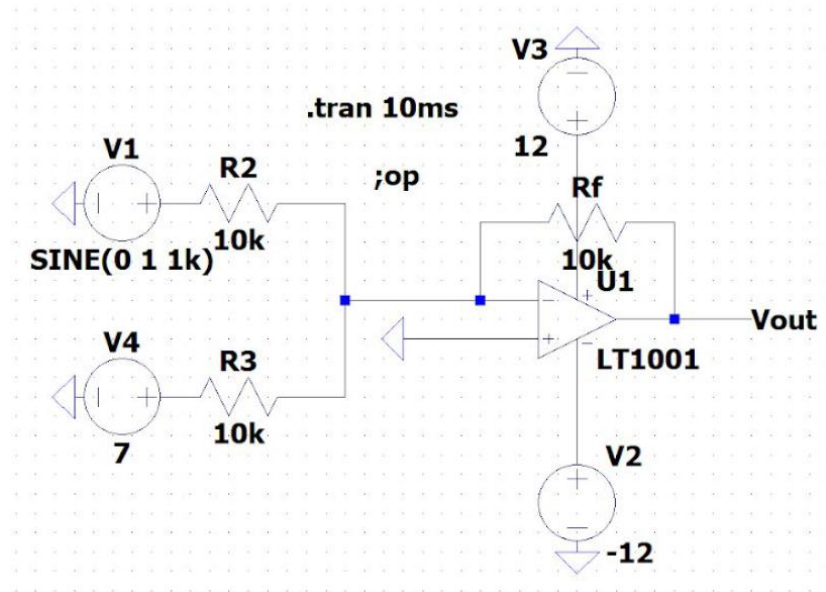 V3
.tran 10ms
12
V1
R2
;op
Rf
10k
SINE(0 1 1k)
10k
U1
Vout
V4
R3
LT1001
10k
7
V2
-12